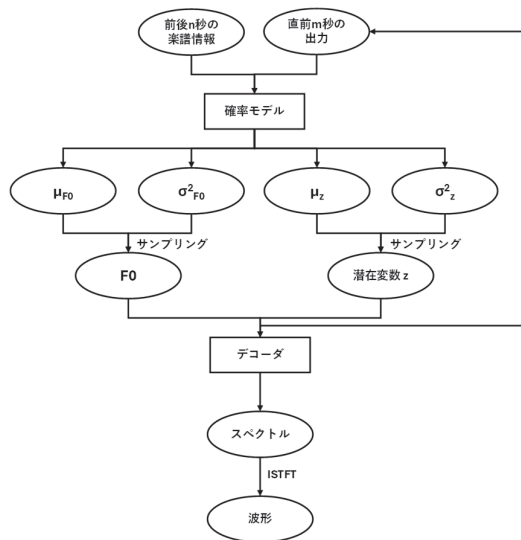 前後n秒の
楽譜情報
直前m秒の
出力
確率モデル
μF0
σ²F0
μz
σ²z
サンプリング
サンプリング
F0
潜在変数 z
デコーダ
スペクトル
ISTFT
波形